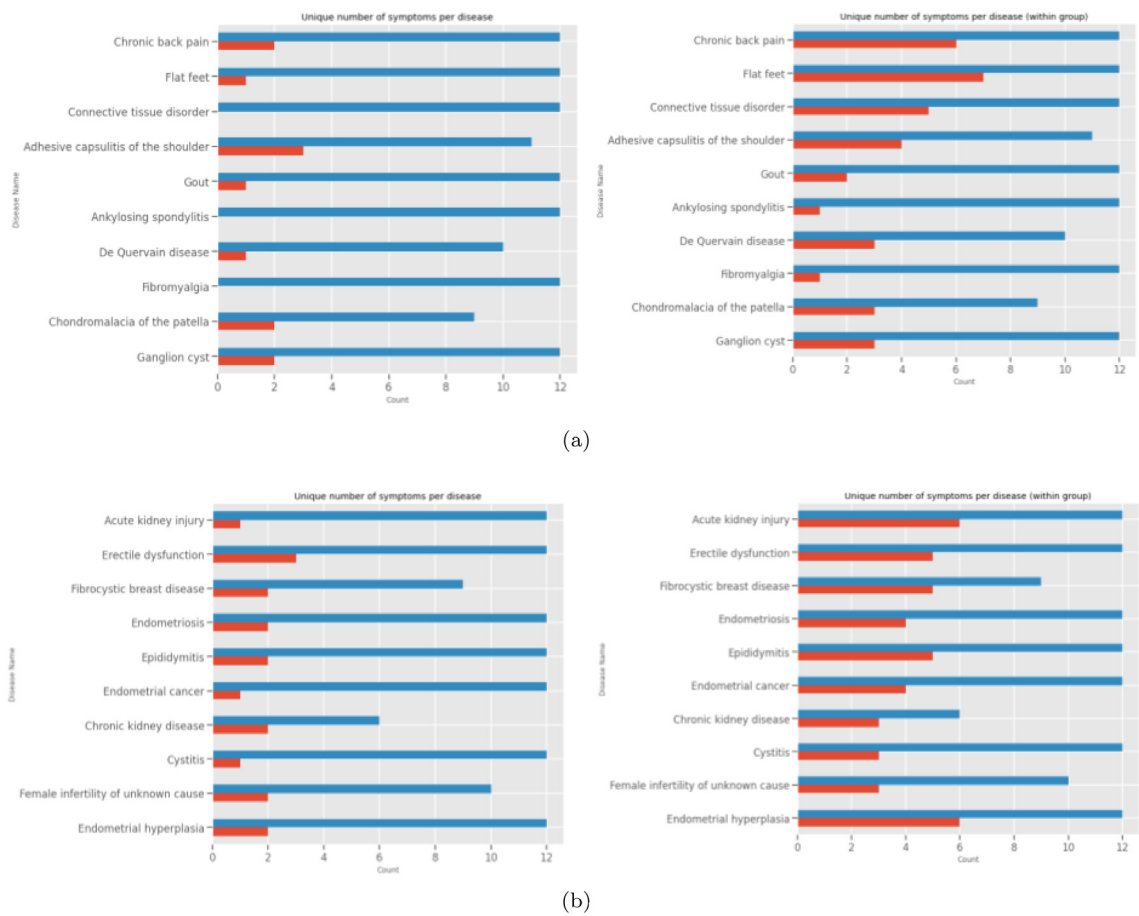 Unique number of symptoms per disease
Chronic back pain
Flat feet
Connective tissue disorder
Adhesive capsulitis of the shoulder
Gout
Ankylosing spondylitis
De Quervain disease
Fibromyalgia
Chondromalacia of the patella
Ganglion cyst
Disease Name
0 2 4 6 8 10 12
Count
Unique number of symptoms per disease (within group)
Chronic back pain
Flat feet
Connective tissue disorder
Adhesive capsulitis of the shoulder
Gout
Ankylosing spondylitis
De Quervain disease
Fibromyalgia
Chondromalacia of the patella
Ganglion cyst
Disease Name
0 2 4 6 8 10 12
Count
(a)
Unique number of symptoms per disease
Acute kidney injury
Erectile dysfunction
Fibrocystic breast disease
Endometriosis
Epididymitis
Endometrial cancer
Chronic kidney disease
Cystitis
Female infertility of unknown cause
Endometrial hyperplasia
Disease Name
0 2 4 6 8 10 12
Count
Unique number of symptoms per disease (within group)
Acute kidney injury
Erectile dysfunction
Fibrocystic breast disease
Endometriosis
Epididymitis
Endometrial cancer
Chronic kidney disease
Cystitis
Female infertility of unknown cause
Endometrial hyperplasia
Disease Name
0 2 4 6 8 10 12
Count
(b)